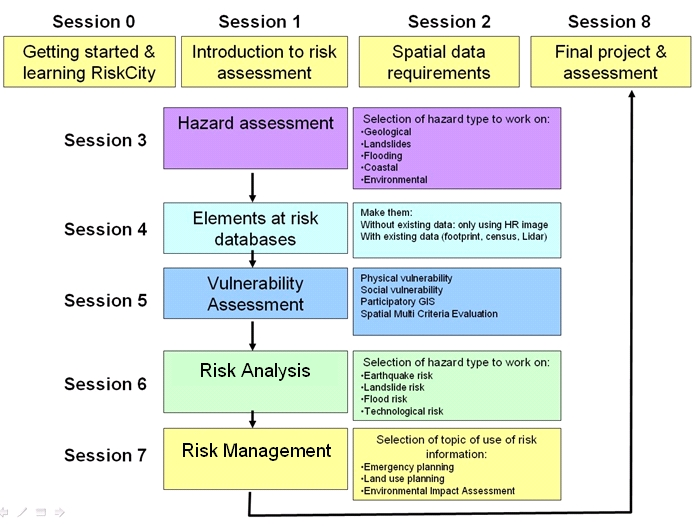 Session 0
Session 1
Session 2
Session 8
Getting started &
learning RiskCity
Introduction to risk
assessment
Spatial data
requirements
Final project &
assessment
Session 3
Hazard assessment
Selection of hazard type to work on:
•Geological
•Landslides
•Flooding
•Coastal
•Environmental
Session 4
Elements at risk
databases
Make them:
Without existing data: only using HR image
With existing data (footprint, census, Lidar)
Session 5
Vulnerability
Assessment
Physical vulnerability
Social vulnerability
Participatory GIS
Spatial Multi Criteria Evaluation
Session 6
Risk Analysis
Selection of hazard type to work on:
•Earthquake risk
•Landslide risk
•Flood risk
•Technological risk
Session 7
Risk Management
Selection of topic of use of risk
information:
•Emergency planning
•Land use planning
•Environmental Impact Assessment